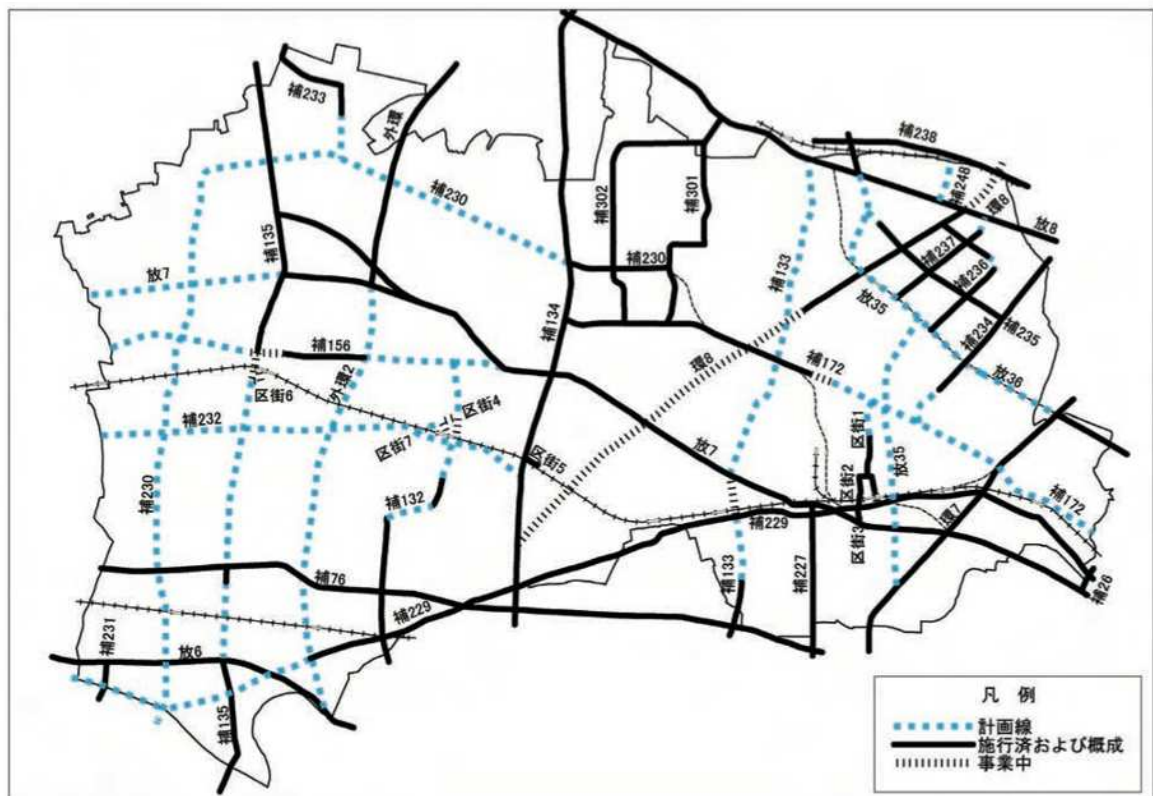 補233
外環
補238
補248
環8
放8
補230
補302
補301
補135
補230
補237
補236
放7
補133
放35
補235
補234
補134
環8
補156
外環2
補172
放36
区街6
区街4
補232
区街7
区街1
区街5
放7
区街2
放35
補230
補132
補229
区街3
環7
補172
補76
補133
補227
補26
補229
補231
放6
補135
凡 例
計画線
施行済および概成
事業中